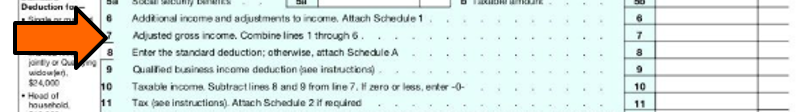 Deduction for—
5a Social security benefits . . 5a b Taxable amount . . . . 5b
• Single or
6 Additional income and adjustments to income. Attach Schedule 1 . . . . . . . . . . 6
7 Adjusted gross income. Combine lines 1 through 6 . . . . . . . . . . . . . 7
8 Enter the standard deduction; otherwise, attach Schedule A . . . . . . . . . . . 8
jointly or
widow(er),
$24,000
9 Qualified business income deduction (see instructions) . . . . . . . . . . . . 9
10 Taxable income. Subtract lines 8 and 9 from line 7. If zero or less, enter -0- . . . . . . . 10
• Head of
household,
11 Tax (see instructions). Attach Schedule 2 if required . . . . . . . . . . . . . 11